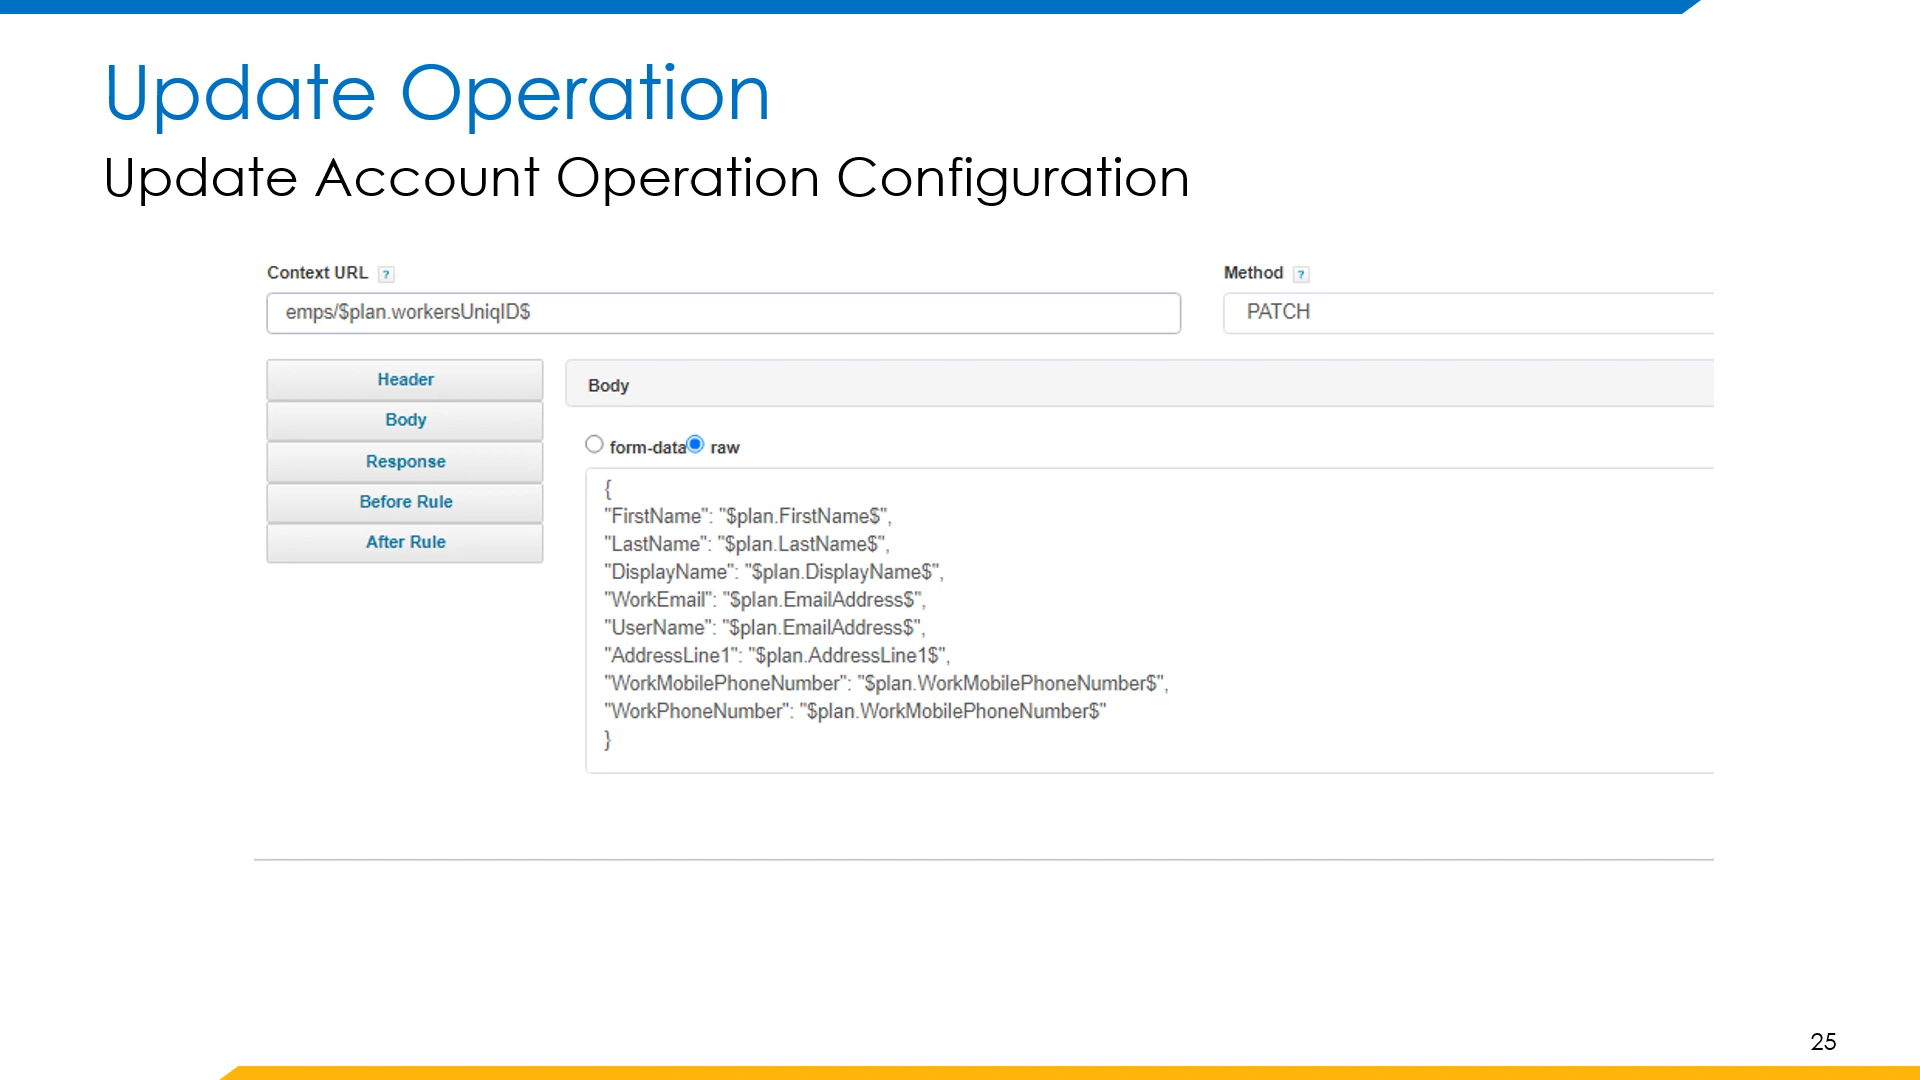 Update Operation
Update Account Operation Configuration
Context URL ?
Method ?
emps/$plan.workersUniqID$
PATCH
Header
Body
Response
Before Rule
After Rule
Body
form-data raw
{
"FirstName": "$plan.FirstName$",
"LastName": "$plan.LastName$",
"DisplayName": "$plan.DisplayName$",
"WorkEmail": "$plan.EmailAddress$",
"UserName": "$plan.EmailAddress$",
"AddressLine1": "$plan.AddressLine1$",
"WorkMobilePhoneNumber": "$plan.WorkMobilePhoneNumber$",
"WorkPhoneNumber": "$plan.WorkMobilePhoneNumber$"
}
25